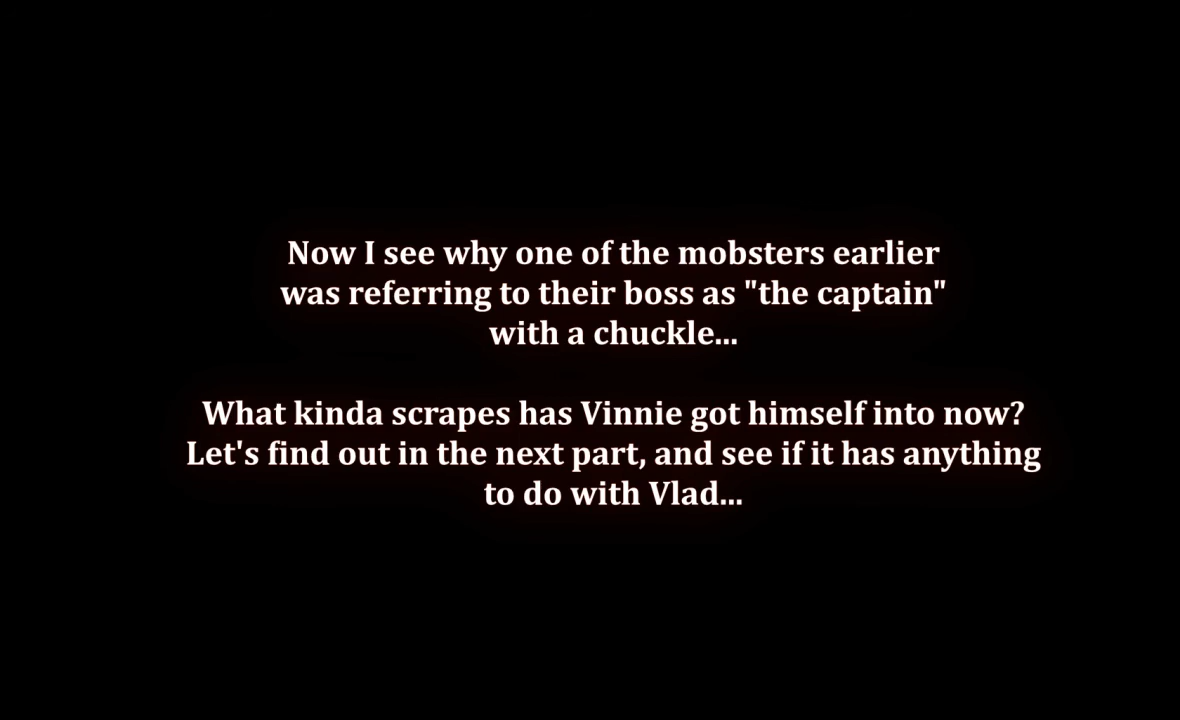 Now I see why one of the mobsters earlier
was referring to their boss as "the captain"
with a chuckle...
What kinda scrapes has Vinnie got himself into now?
Let's find out in the next part, and see if it has anything
to do with Vlad...